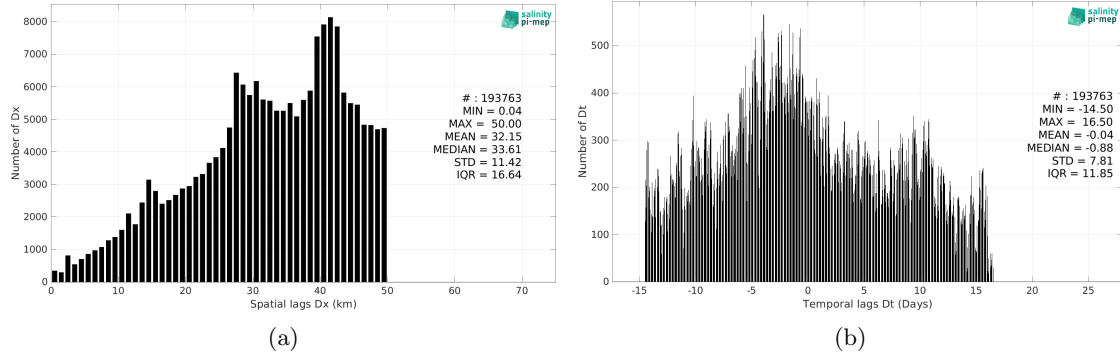 salinity
pi-mep
Number of Dx
8000
7000
6000
5000
4000
3000
2000
1000
0
# : 193763
MIN = 0.04
MAX = 50.00
MEAN = 32.15
MEDIAN = 33.61
STD = 11.42
IQR = 16.64
0 10 20 30 40 50 60 70
Spatial lags Dx (km)
(a)
salinity
pi-mep
Number of Dt
500
400
300
200
100
0
# : 193763
MIN = -14.50
MAX = 16.50
MEAN = -0.04
MEDIAN = -0.88
STD = 7.81
IQR = 11.85
-15 -10 -5 0 5 10 15 20 25
Temporal lags Dt (Days)
(b)